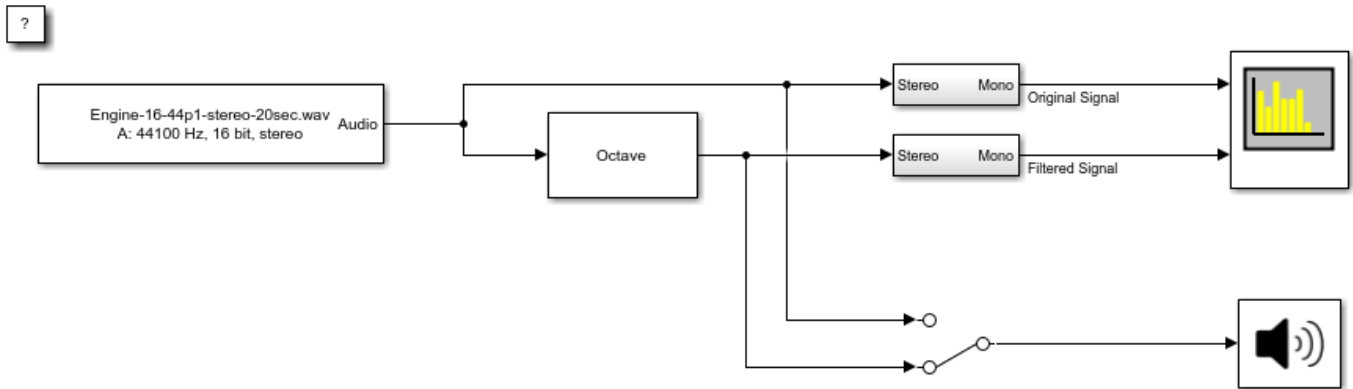 ?
Engine-16-44p1-stereo-20sec.wav
A: 44100 Hz, 16 bit, stereo
Audio
Octave
Stereo Mono
Original Signal
Stereo Mono
Filtered Signal